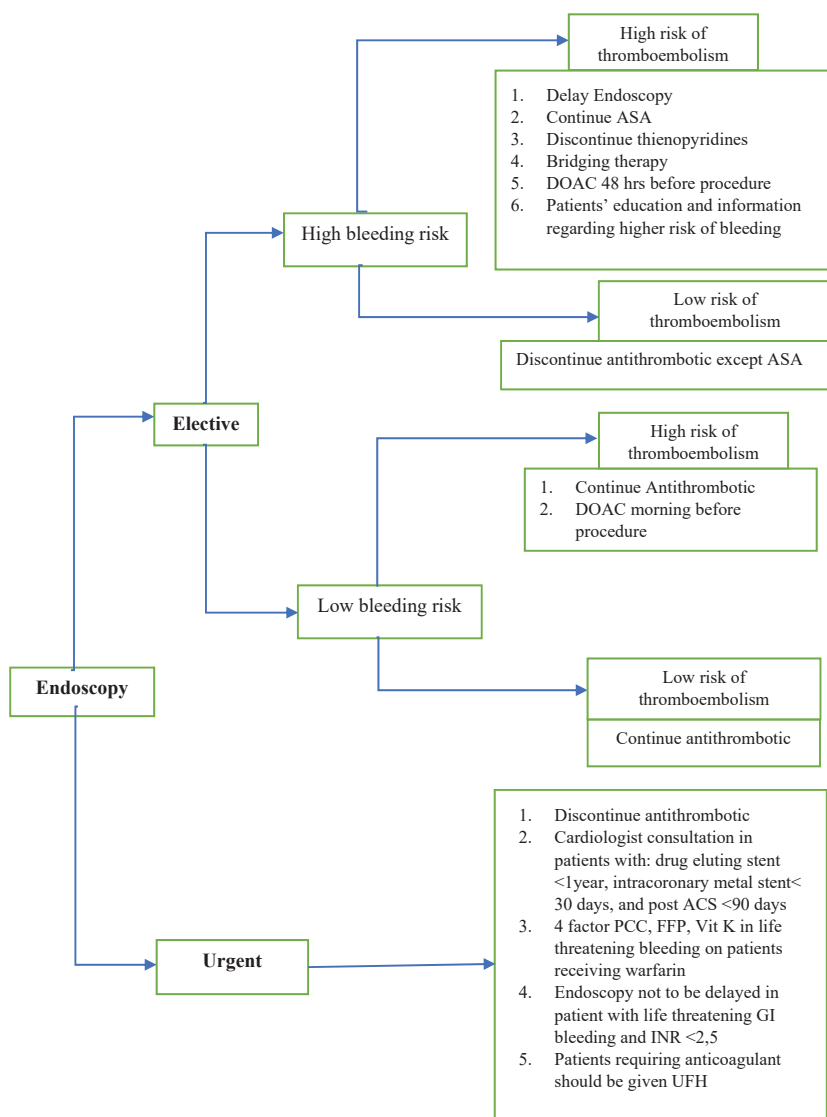 High risk of
thromboembolism
1. Delay Endoscopy
2. Continue ASA
3. Discontinue thienopyridines
4. Bridging therapy
5. DOAC 48 hrs before procedure
6. Patients’ education and information
regarding higher risk of bleeding
High bleeding risk
Low risk of
thromboembolism
Discontinue antithrombotic except ASA
Elective
High risk of
thromboembolism
1. Continue Antithrombotic
2. DOAC morning before
procedure
Low bleeding risk
Endoscopy
Low risk of
thromboembolism
Continue antithrombotic
1. Discontinue antithrombotic
2. Cardiologist consultation in
patients with: drug eluting stent
<1year, intracoronary metal stent<
30 days, and post ACS <90 days
3. 4 factor PCC, FFP, Vit K in life
threatening bleeding on patients
receiving warfarin
4. Endoscopy not to be delayed in
patient with life threatening GI
bleeding and INR <2,5
5. Patients requiring anticoagulant
should be given UFH
Urgent